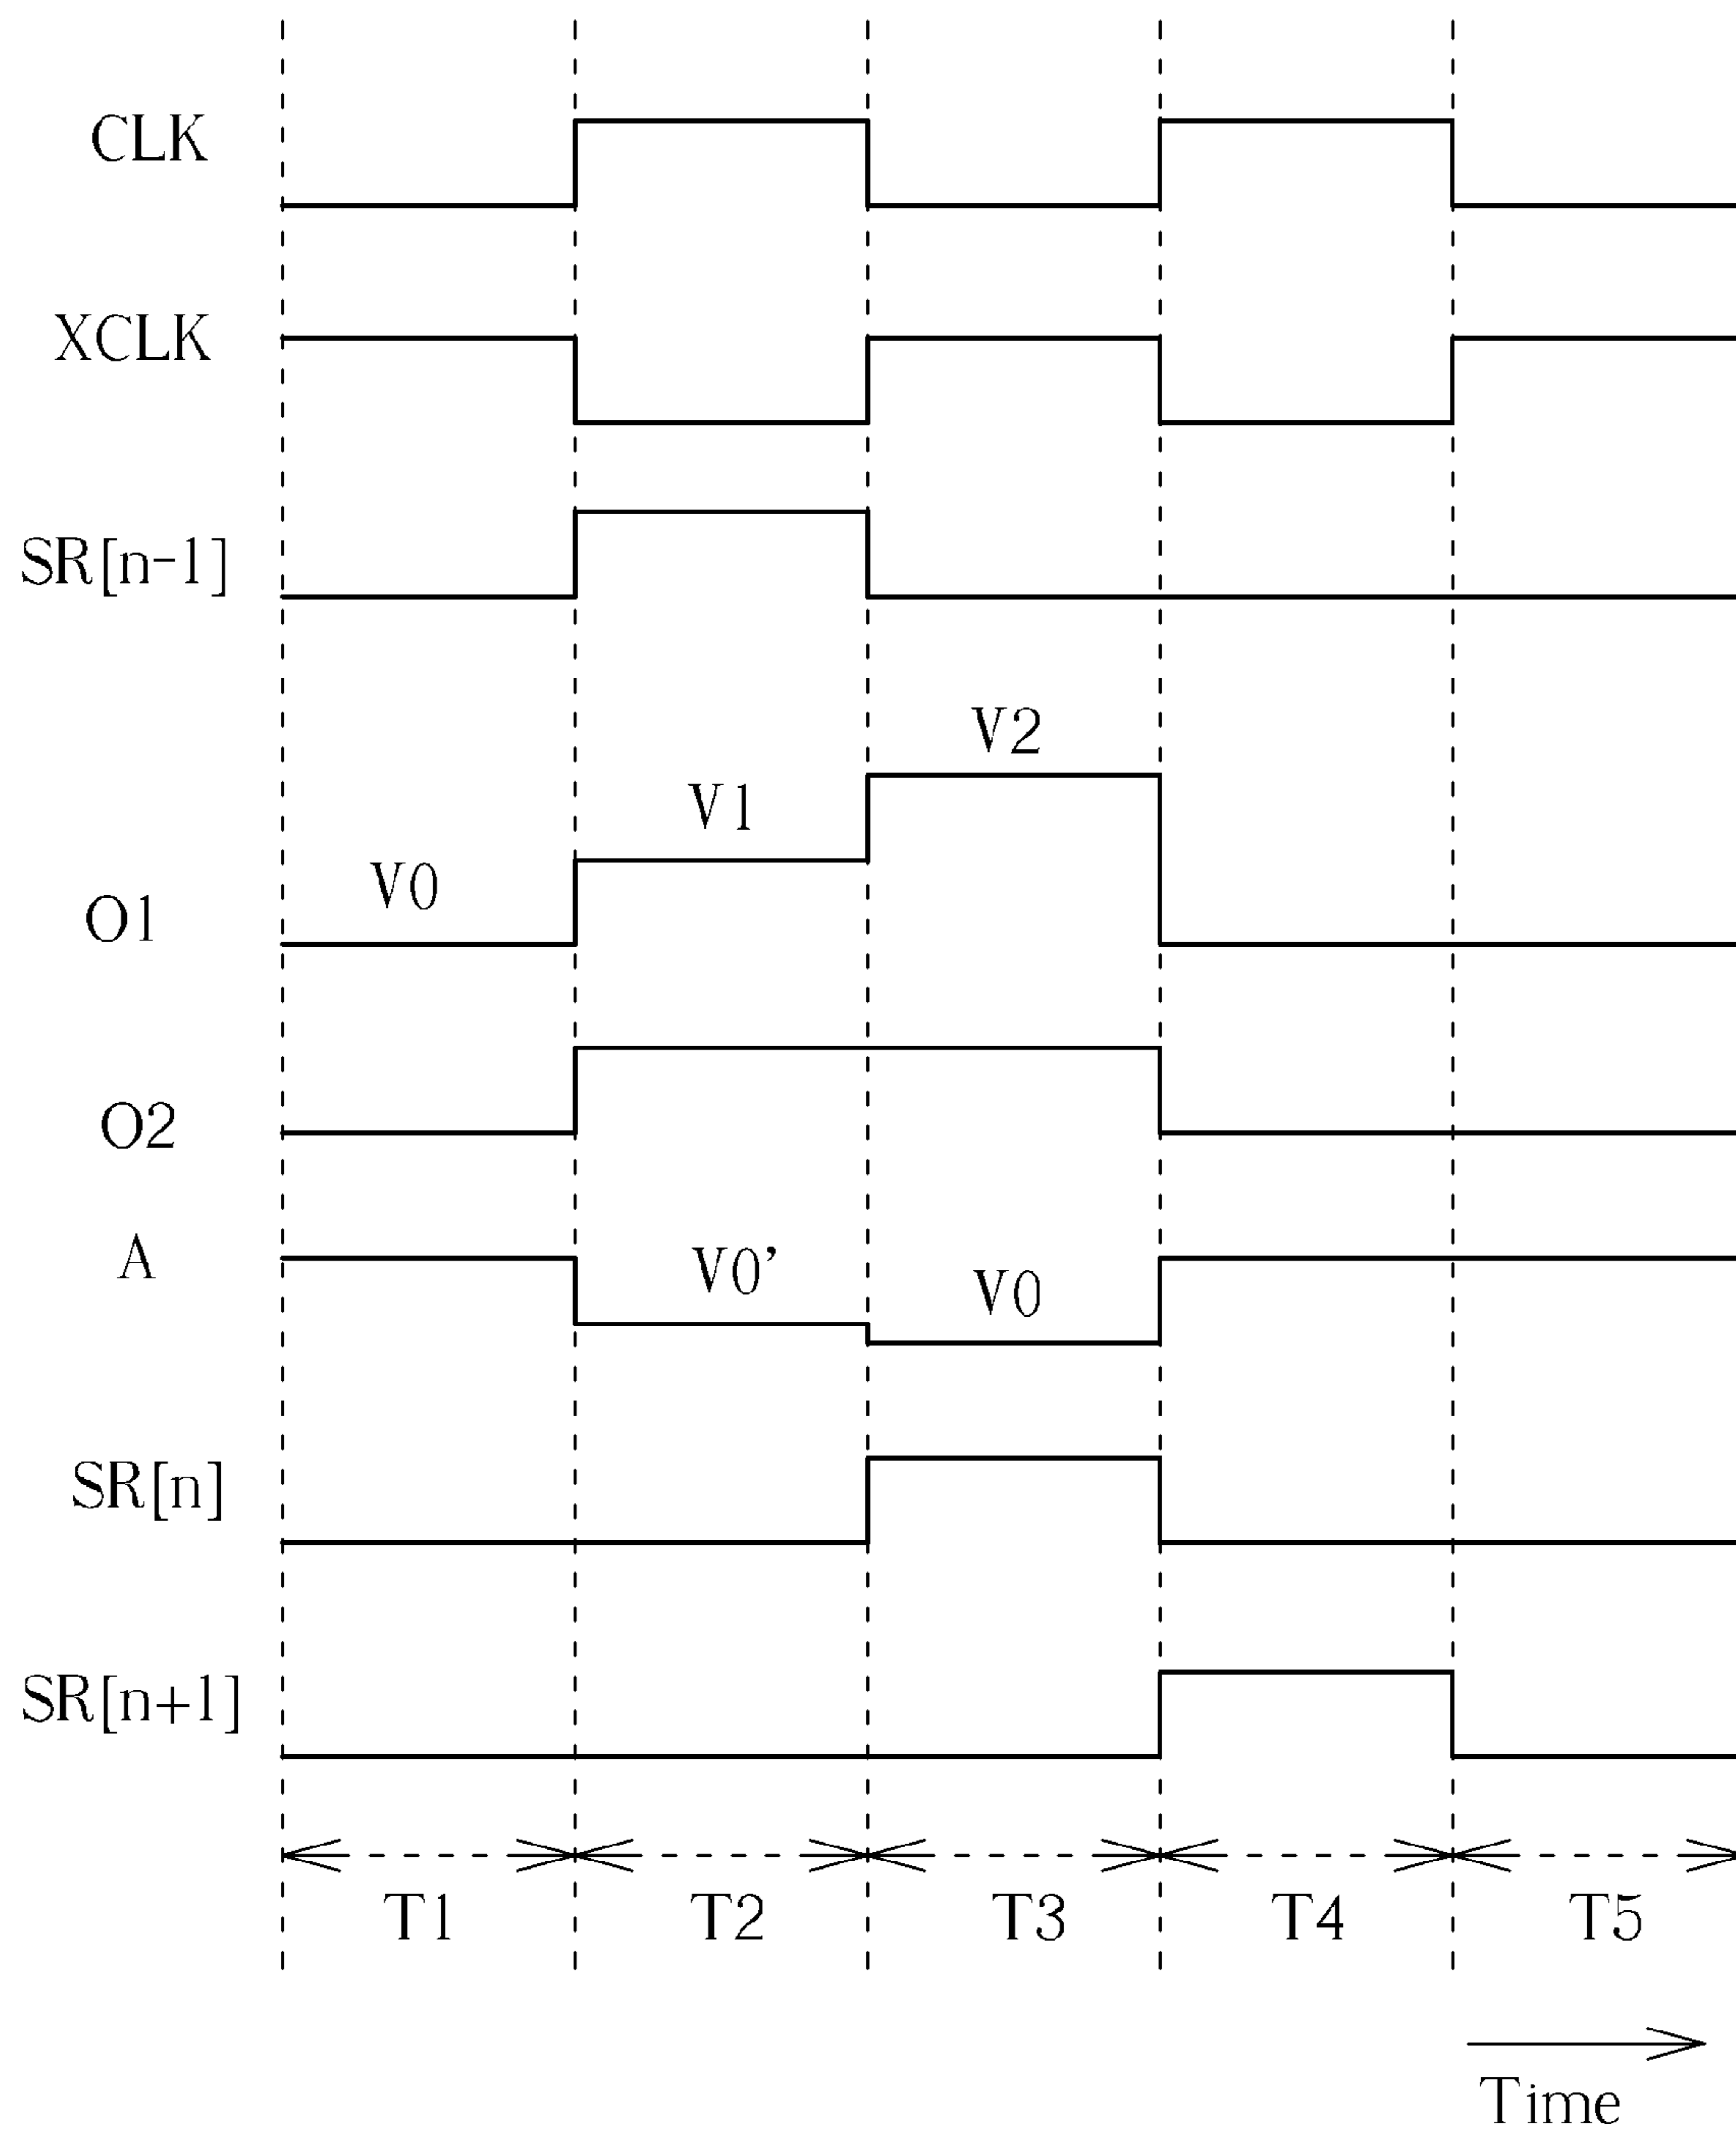 CLK
XCLK
SR[n-1]
V2
V1
V0
O1
O2
A
V0'
V0
SR[n]
SR[n+1]
T1 T2 T3 T4 T5
Time